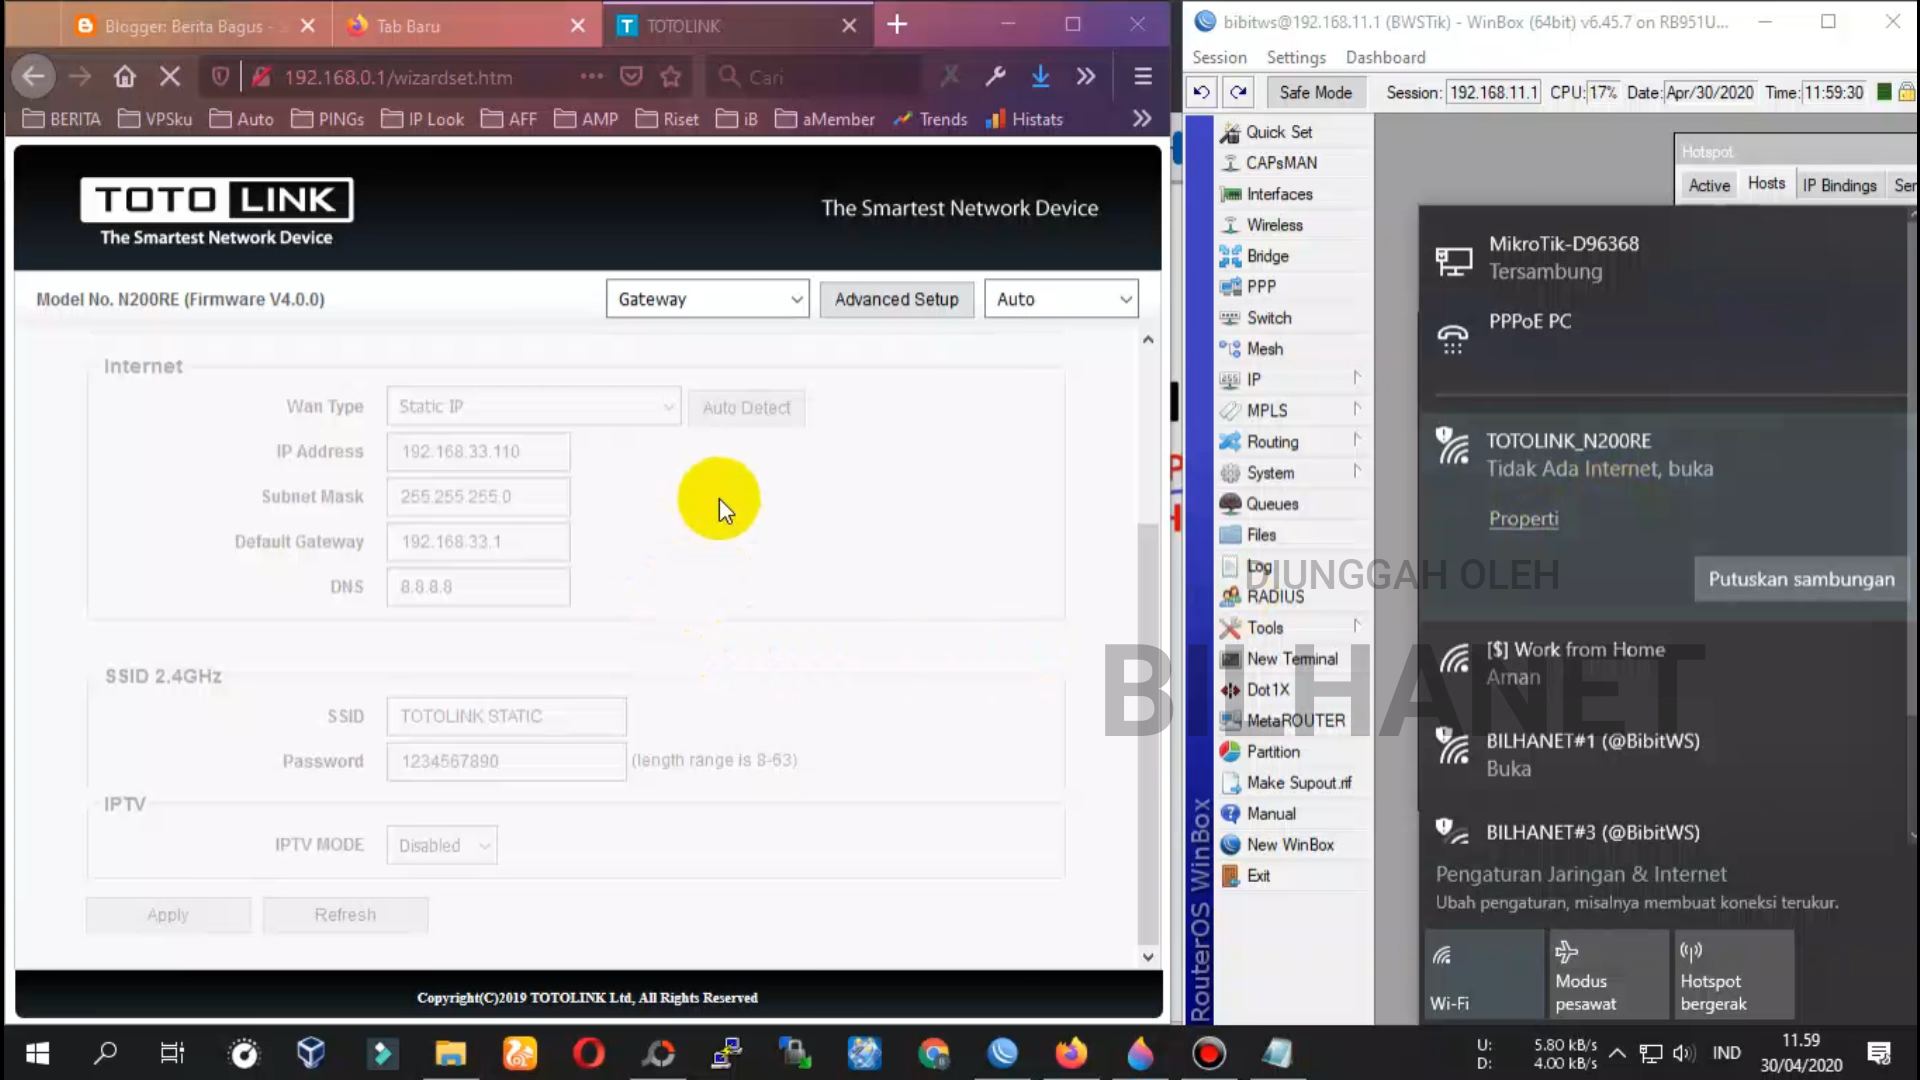 Blogger: Berita Bagus -
Tab Baru
TOTOLINK
192.168.0.1/wizardset.htm
Cari
BERITA
VPSku
Auto
PINGs
IP Look
AFF
AMP
Riset
iB
aMember
Trends
Histats
TOTO LINK
The Smartest Network Device
The Smartest Network Device
Model No. N200RE (Firmware V4.0.0)
Gateway
Advanced Setup
Auto
Internet
Wan Type
Static IP
Auto Detect
IP Address
192.168.33.110
Subnet Mask
255.255.255.0
Default Gateway
192.168.33.1
DNS
8.8.8.8
SSID 2.4GHz
SSID
TOTOLINK STATIC
Password
1234567890
(length range is 8-63)
IPTV
IPTV MODE
Disabled
Apply
Refresh
Copyright(C)2019 TOTOLINK Ltd, All Rights Reserved
bibitws@192.168.11.1 (BWSTik) - WinBox (64bit) v6.45.7 on RB951U...
Session Settings Dashboard
Safe Mode
Session: 192.168.11.1 CPU: 17% Date: Apr/30/2020 Time: 11:59:30
Quick Set
CAPsMAN
Interfaces
Wireless
Bridge
PPP
Switch
Mesh
IP
MPLS
Routing
System
Queues
Files
Log
RADIUS
Tools
New Terminal
Dot1X
MetaROUTER
Partition
Make Supout.rif
Manual
New WinBox
Exit
RouterOS WinBox
Hotspot
Active
Hosts
IP Bindings
Ser
MikroTik-D96368
Tersambung
PPPoE PC
TOTOLINK_N200RE
Tidak Ada Internet, buka
Properti
Putuskan sambungan
[$] Work from Home
Aman
BILHANET#1 (@BibitWS)
Buka
BILHANET#3 (@BibitWS)
Pengaturan Jaringan & Internet
Ubah pengaturan, misalnya membuat koneksi terukur.
Wi-Fi
Modus pesawat
Hotspot bergerak
DIUNGGAH OLEH
BILHANET
U: 5.80 kB/s
D: 4.00 kB/s
IND
11.59
30/04/2020